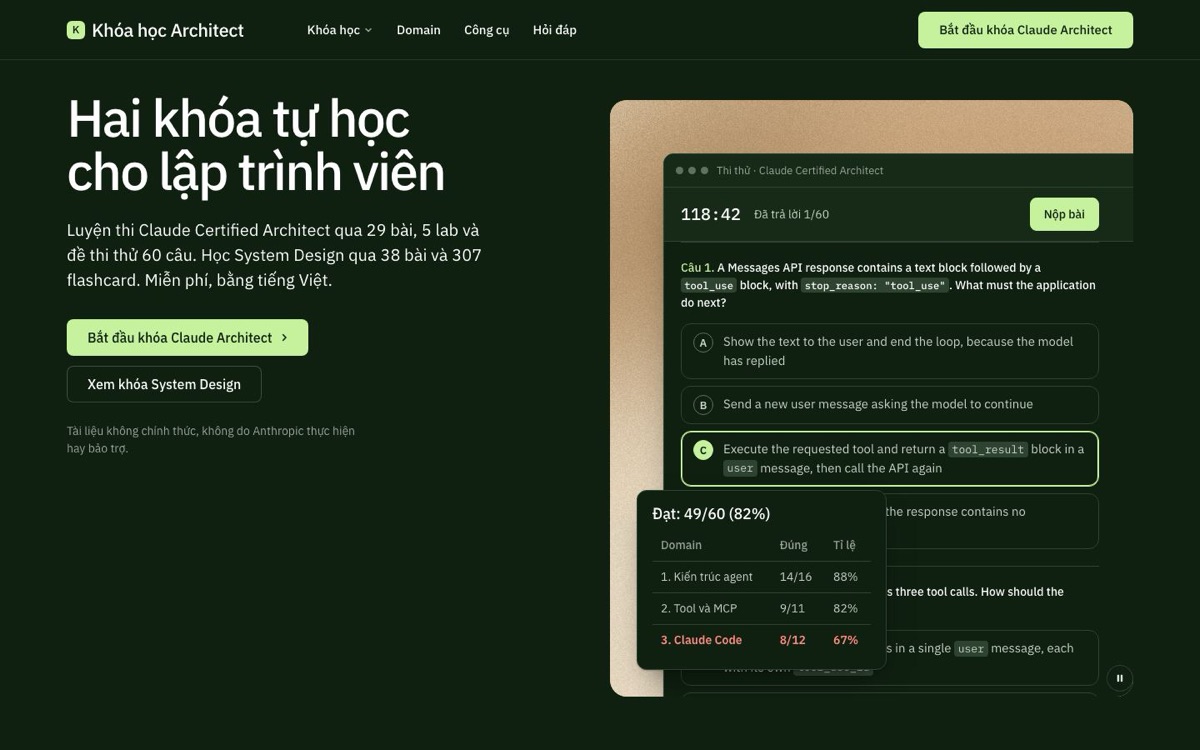 K Khóa học Architect
Khóa học
Domain
Công cụ
Hỏi đáp
Bắt đầu khóa Claude Architect
Hai khóa tự học
cho lập trình viên
Luyện thi Claude Certified Architect qua 29 bài, 5 lab và
đề thi thử 60 câu. Học System Design qua 38 bài và 307
flashcard. Miễn phí, bằng tiếng Việt.
Bắt đầu khóa Claude Architect
Xem khóa System Design
Tài liệu không chính thức, không do Anthropic thực hiện
hay bảo trợ.
Thi thử · Claude Certified Architect
118:42 Đã trả lời 1/60
Nộp bài
Câu 1. A Messages API response contains a text block followed by a
tool_use block, with stop_reason: "tool_use". What must the application
do next?
A Show the text to the user and end the loop, because the model
has replied
B Send a new user message asking the model to continue
C Execute the requested tool and return a tool_result block in a
user message, then call the API again
the response contains no
s three tool calls. How should the
s in a single user message, each
Đạt: 49/60 (82%)
Domain Đúng Tỉ lệ
1. Kiến trúc agent 14/16 88%
2. Tool và MCP 9/11 82%
3. Claude Code 8/12 67%